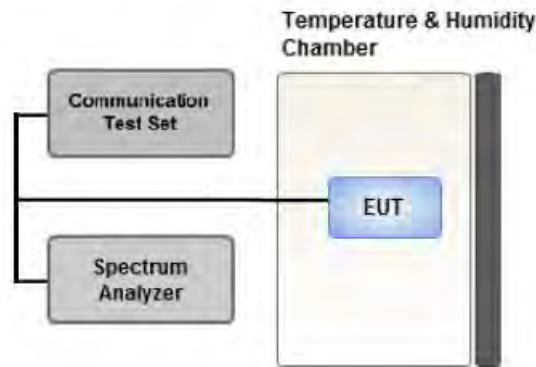 Temperature & Humidity
Chamber
Communication
Test Set
EUT
Spectrum
Analyzer